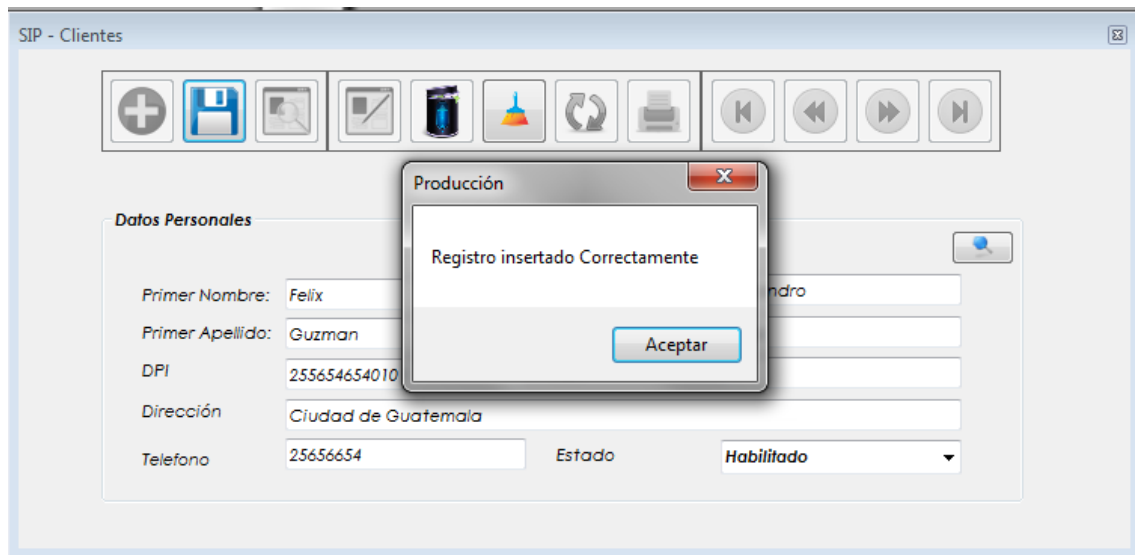 SIP - Clientes
Producción
Registro insertado Correctamente
Aceptar
Datos Personales
Primer Nombre: Felix
Primer Apellido: Guzman
DPI 255654654010
Dirección Ciudad de Guatemala
Telefono 25656654 Estado Habilitado